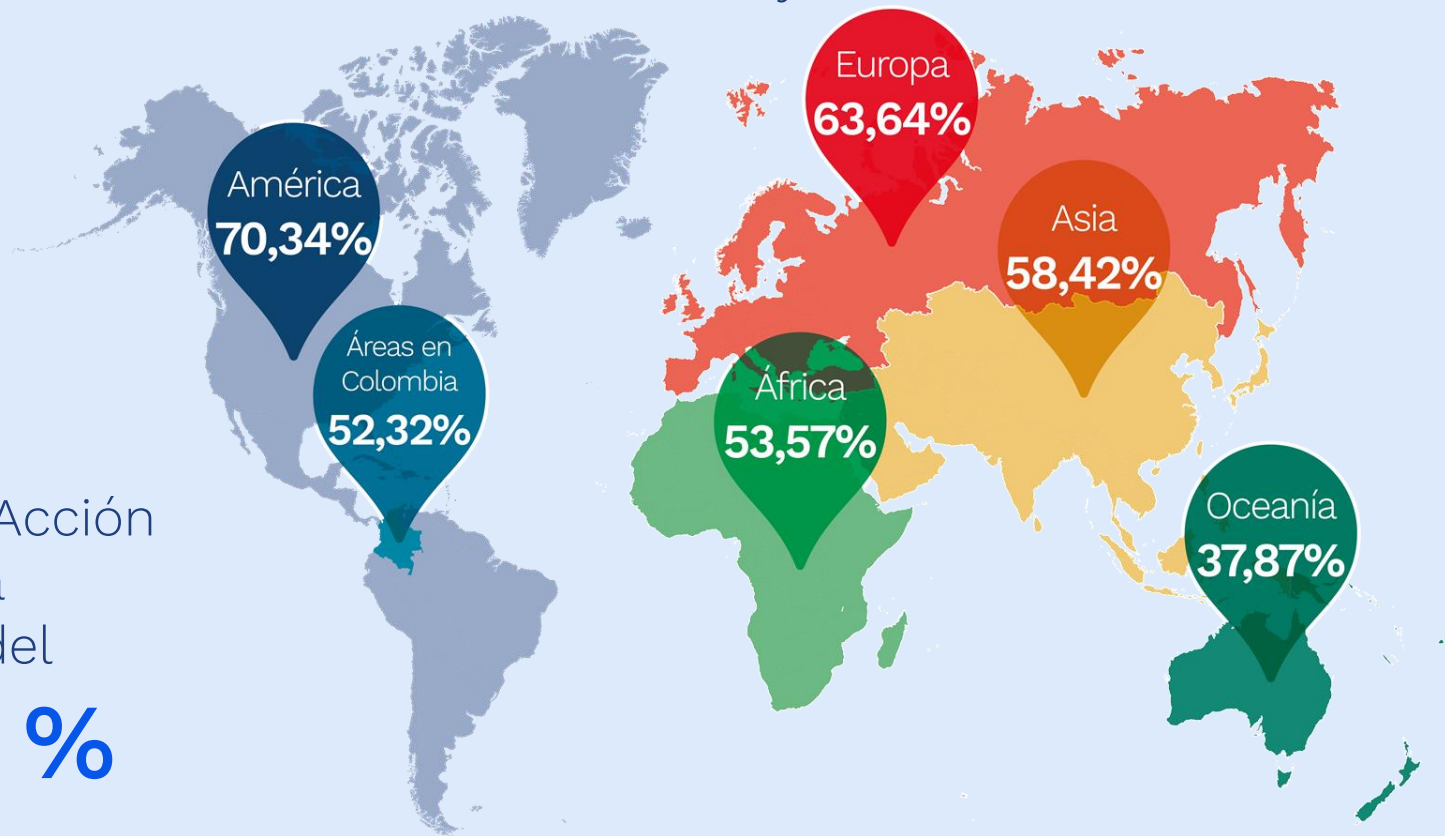 Europa
63,64%
América
70,34%
Asia
58,42%
Áreas en
Colombia
52,32%
África
53,57%
Oceanía
37,87%
Acción
del
%